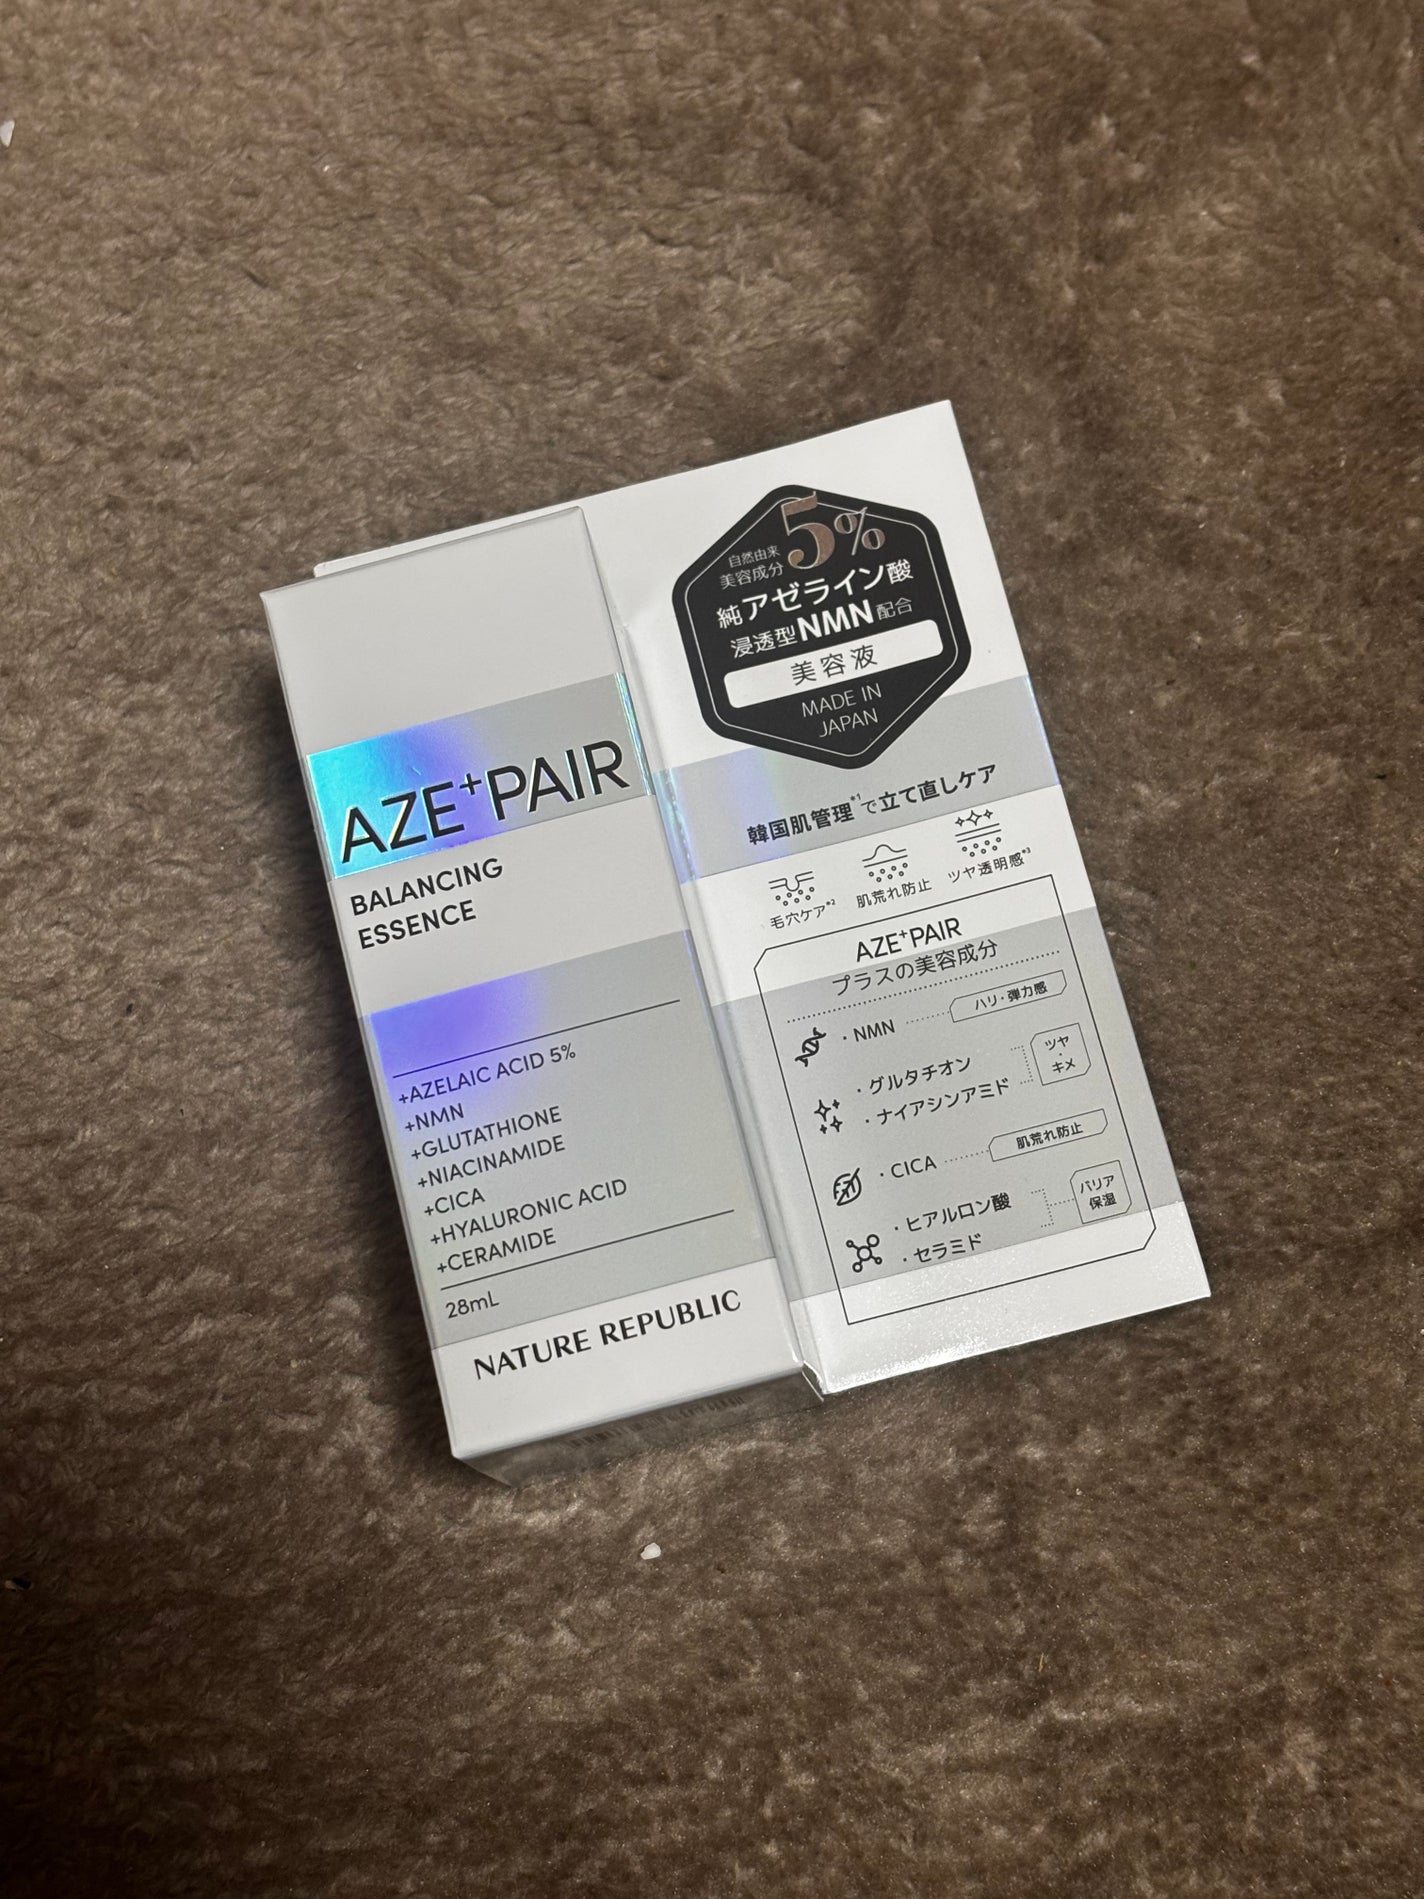 AZE⁺PAIR
BALANCING
ESSENCE
+AZELAIC ACID 5%
+NMN
+GLUTATHIONE
+NIACINAMIDE
+CICA
+HYALURONIC ACID
+CERAMIDE
28mL
NATURE REPUBLIC
自然由来
美容成分
5%
純アゼライン酸
浸透型NMN配合
美容液
MADE IN
JAPAN
韓国肌管理*1で立て直しケア
毛穴ケア*2
肌荒れ防止
ツヤ透明感*3
AZE⁺PAIR
プラスの美容成分
・NMN
ハリ・弾力感
・グルタチオン
・ナイアシンアミド
ツヤ
・
キメ
・CICA
肌荒れ防止
・ヒアルロン酸
・セラミド
バリア
保湿